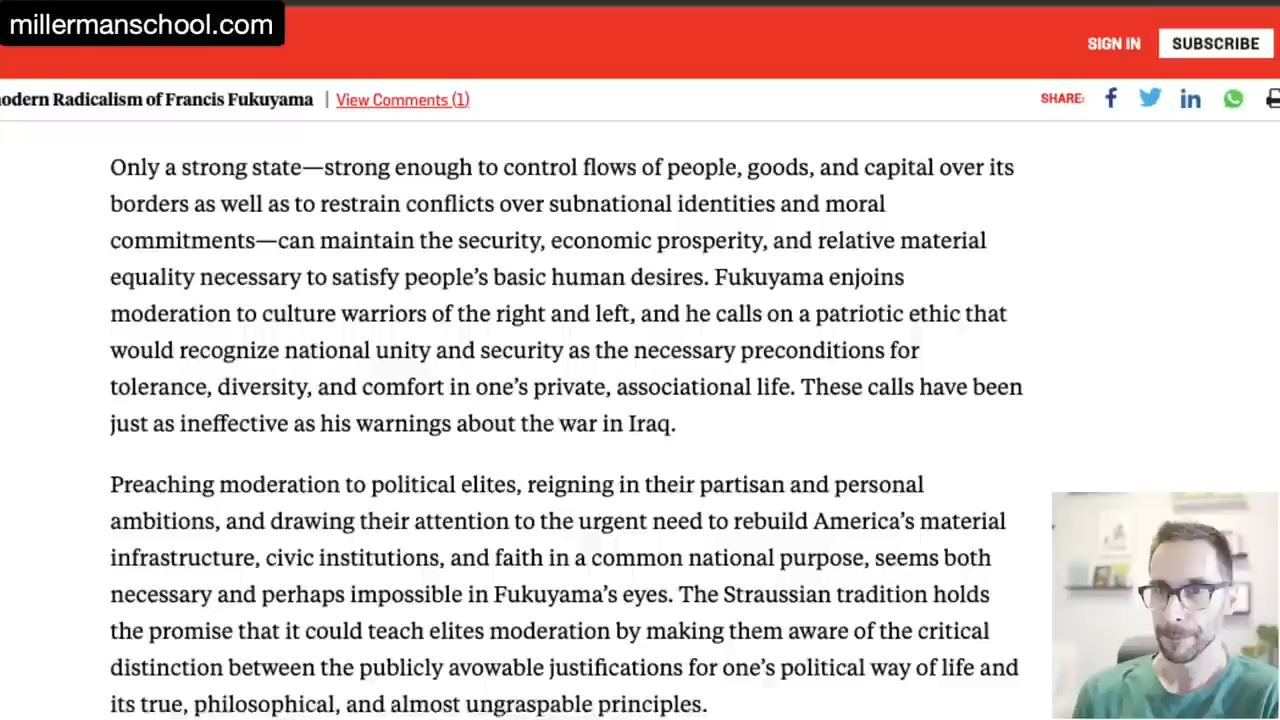 millermanschool.com
SIGN IN
SUBSCRIBE
odern Radicalism of Francis Fukuyama | View Comments (1)
SHARE:
Only a strong state—strong enough to control flows of people, goods, and capital over its
borders as well as to restrain conflicts over subnational identities and moral
commitments—can maintain the security, economic prosperity, and relative material
equality necessary to satisfy people’s basic human desires. Fukuyama enjoins
moderation to culture warriors of the right and left, and he calls on a patriotic ethic that
would recognize national unity and security as the necessary preconditions for
tolerance, diversity, and comfort in one’s private, associational life. These calls have been
just as ineffective as his warnings about the war in Iraq.
Preaching moderation to political elites, reigning in their partisan and personal
ambitions, and drawing their attention to the urgent need to rebuild America’s material
infrastructure, civic institutions, and faith in a common national purpose, seems both
necessary and perhaps impossible in Fukuyama’s eyes. The Straussian tradition holds
the promise that it could teach elites moderation by making them aware of the critical
distinction between the publicly avowable justifications for one’s political way of life and
its true, philosophical, and almost ungraspable principles.